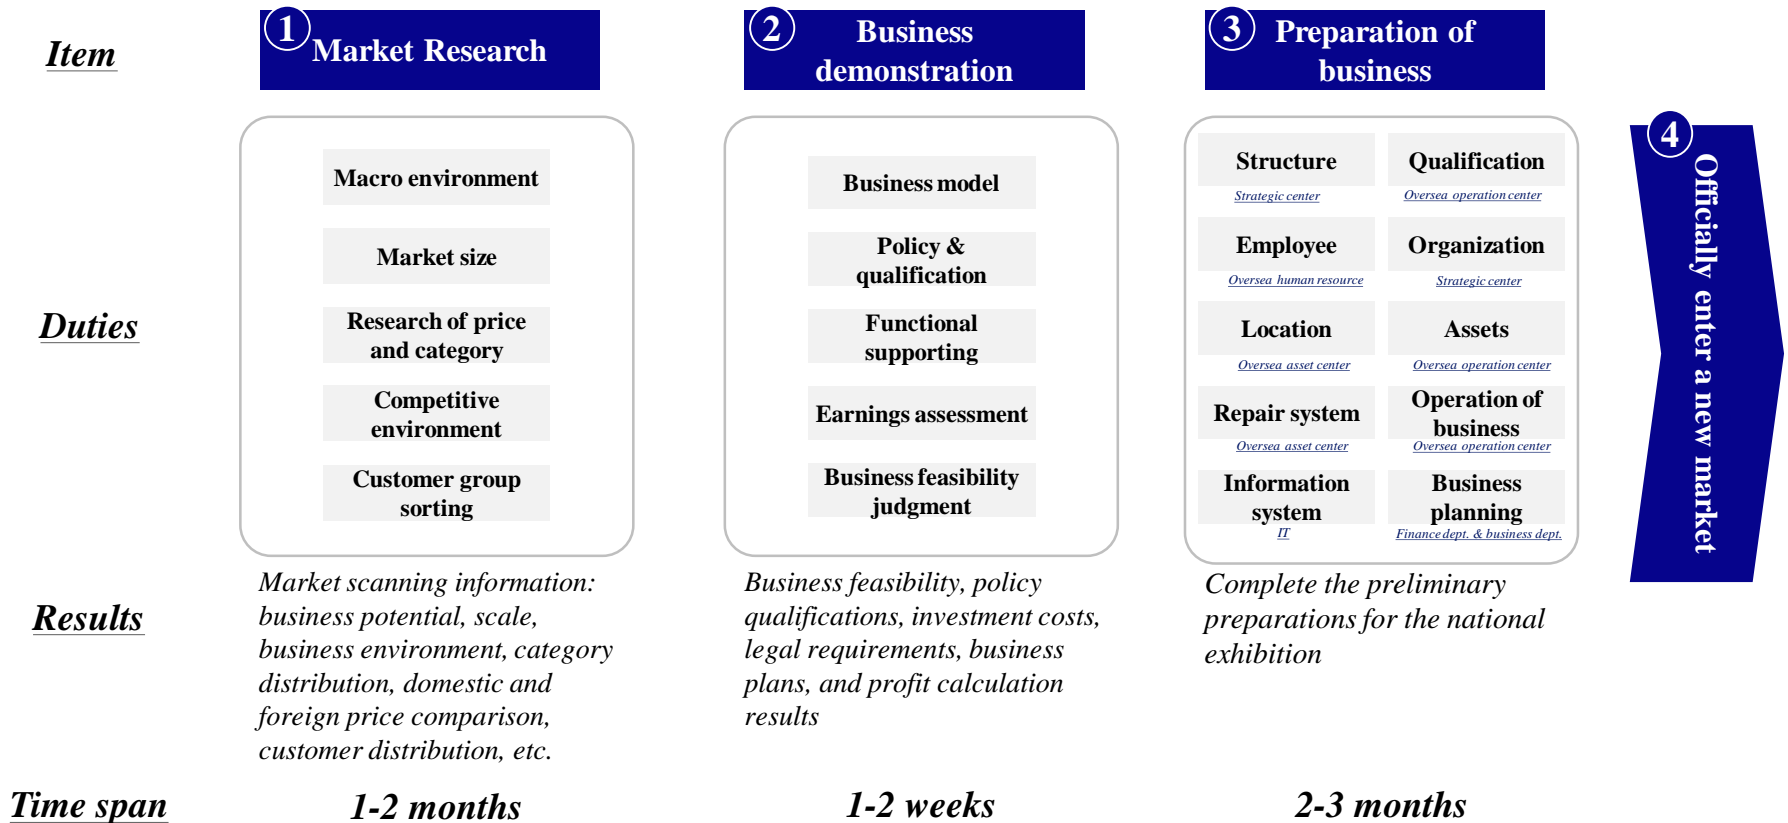 Item
1
Market Research
2
Business
demonstration
3
Preparation of
business
Duties
Macro environment
Market size
Research of price
and category
Competitive
environment
Customer group
sorting
Business model
Policy &
qualification
Functional
supporting
Earnings assessment
Business feasibility
judgment
Structure
Strategic center
Qualification
Oversea operation center
Employee
Oversea human resource
Organization
Strategic center
Location
Oversea asset center
Assets
Oversea operation center
Repair system
Oversea asset center
Operation of
business
Oversea operation center
Information
system
IT
Business
planning
Finance dept. & business dept.
4
Officially enter a new market
Results
Market scanning information:
business potential, scale,
business environment, category
distribution, domestic and
foreign price comparison,
customer distribution, etc.
Business feasibility, policy
qualifications, investment costs,
legal requirements, business
plans, and profit calculation
results
Complete the preliminary
preparations for the national
exhibition
Time span
1-2 months
1-2 weeks
2-3 months